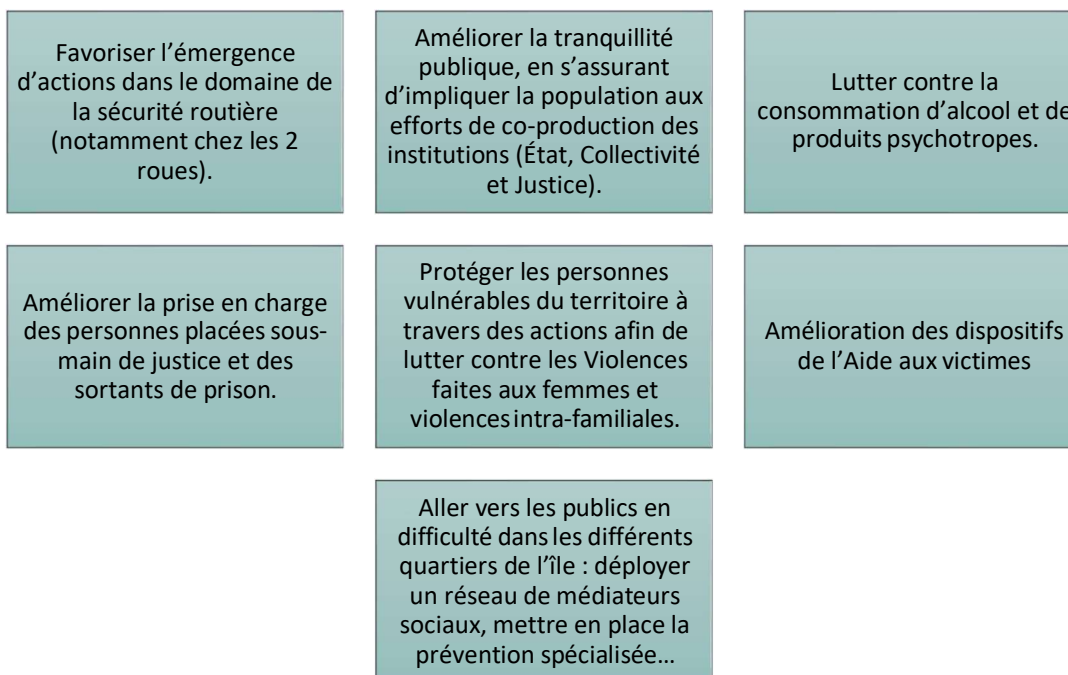 Favoriser l’émergence
d’actions dans le domaine de
la sécurité routière
(notamment chez les 2
roues).
Améliorer la tranquillité
publique, en s’assurant
d’impliquer la population aux
efforts de co-production des
institutions (État, Collectivité
et Justice).
Lutter contre la
consommation d’alcool et de
produits psychotropes.
Améliorer la prise en charge
des personnes placées sous-
main de justice et des
sortants de prison.
Protéger les personnes
vulnérables du territoire à
travers des actions afin de
lutter contre les Violences
faites aux femmes et
violences intra-familiales.
Amélioration des dispositifs
de l’Aide aux victimes
Aller vers les publics en
difficulté dans les différents
quartiers de l’île : déployer
un réseau de médiateurs
sociaux, mettre en place la
prévention spécialisée…